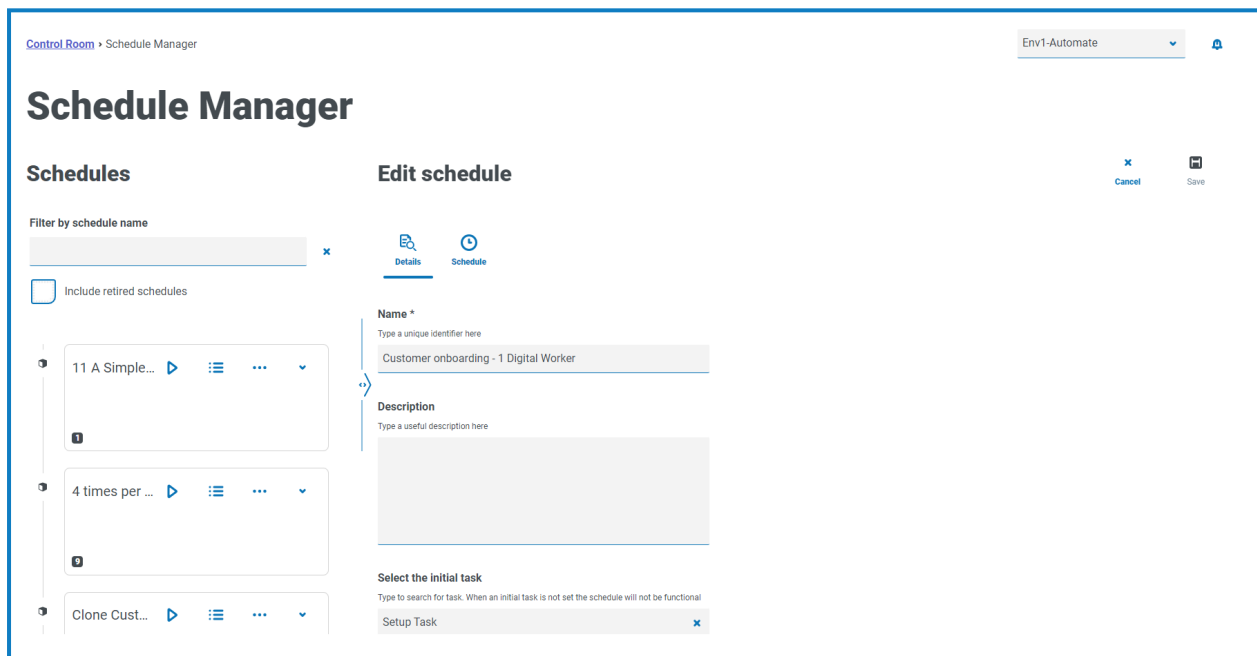 Control Room › Schedule Manager
Env1-Automate
Schedule Manager
Schedules
Edit schedule
Cancel
Save
Filter by schedule name
Details
Schedule
Include retired schedules
Name *
Type a unique identifier here
Customer onboarding - 1 Digital Worker
11 A Simple...
1
Description
Type a useful description here
4 times per ...
9
Select the initial task
Type to search for task. When an initial task is not set the schedule will not be functional
Clone Cust...
Setup Task